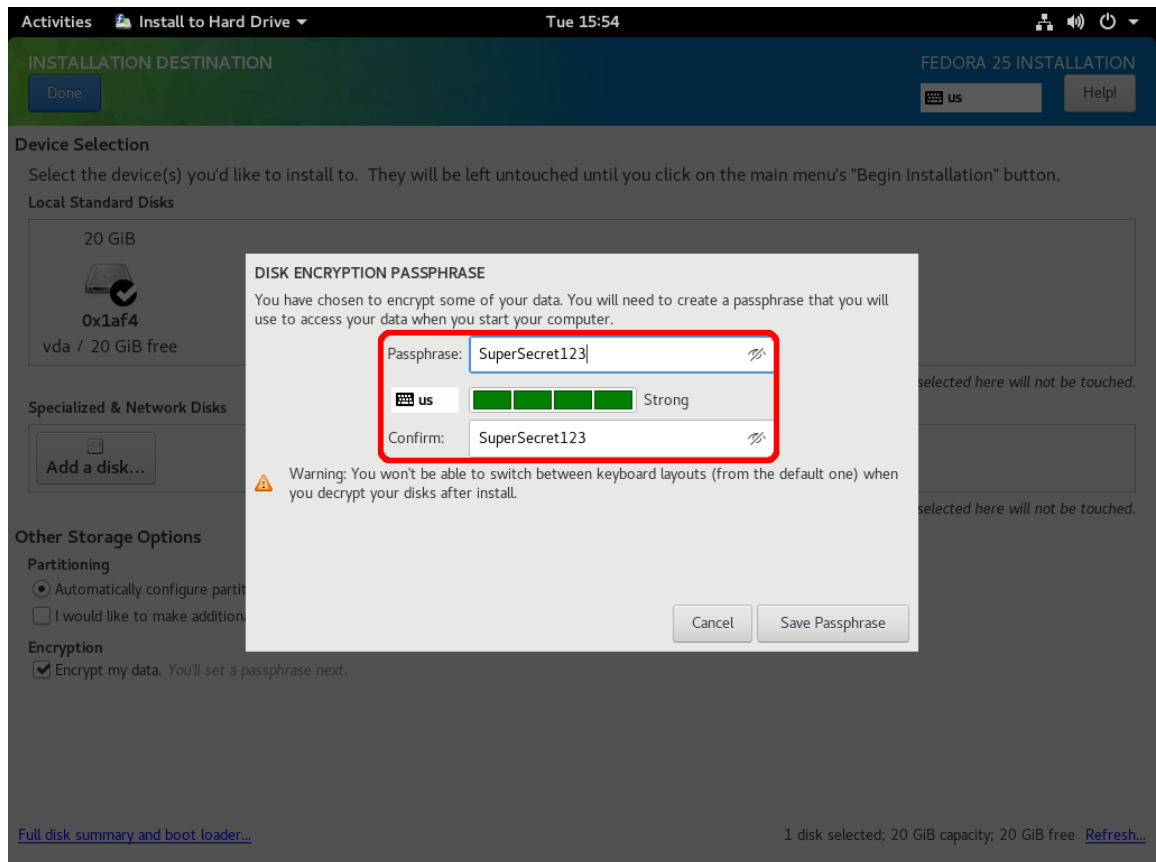 Activities Install to Hard Drive Tue 15:54
INSTALLATION DESTINATION FEDORA 25 INSTALLATION
Done us Help!
Device Selection
Select the device(s) you'd like to install to. They will be left untouched until you click on the main menu's "Begin Installation" button.
Local Standard Disks
20 GiB
0x1af4
vda / 20 GiB free
selected here will not be touched.
Specialized & Network Disks
Add a disk...
selected here will not be touched.
DISK ENCRYPTION PASSPHRASE
You have chosen to encrypt some of your data. You will need to create a passphrase that you will
use to access your data when you start your computer.
Passphrase: SuperSecret123
us Strong
Confirm: SuperSecret123
Warning: You won't be able to switch between keyboard layouts (from the default one) when
you decrypt your disks after install.
Cancel Save Passphrase
Other Storage Options
Partitioning
Automatically configure partit
I would like to make addition
Encryption
Encrypt my data. You'll set a passphrase next.
Full disk summary and boot loader... 1 disk selected; 20 GiB capacity; 20 GiB free Refresh...